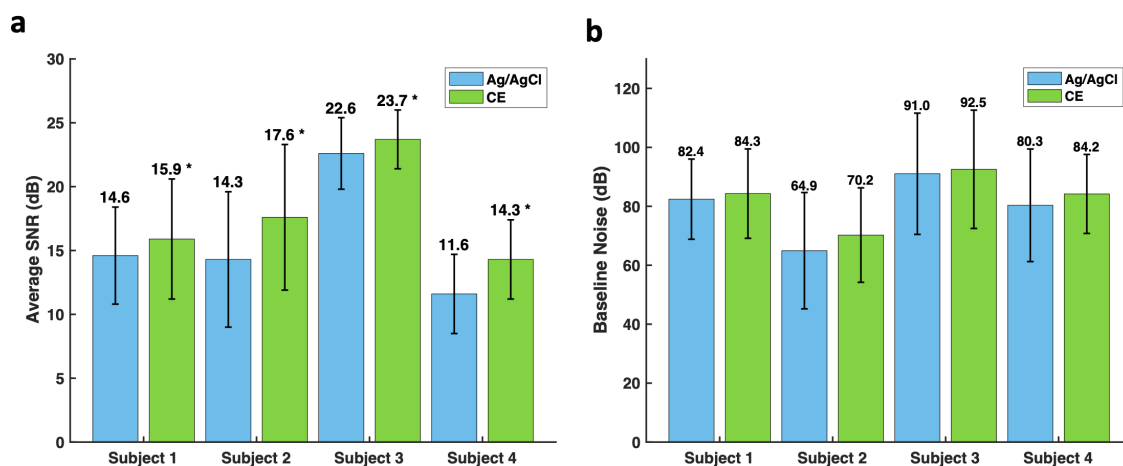 a
Average SNR (dB)
30
25
20
15
10
5
0
Ag/AgCl
CE
14.6
15.9 *
14.3
17.6 *
22.6
23.7 *
11.6
14.3 *
Subject 1
Subject 2
Subject 3
Subject 4
b
Baseline Noise (dB)
120
100
80
60
40
20
0
Ag/AgCl
CE
82.4
84.3
64.9
70.2
91.0
92.5
80.3
84.2
Subject 1
Subject 2
Subject 3
Subject 4